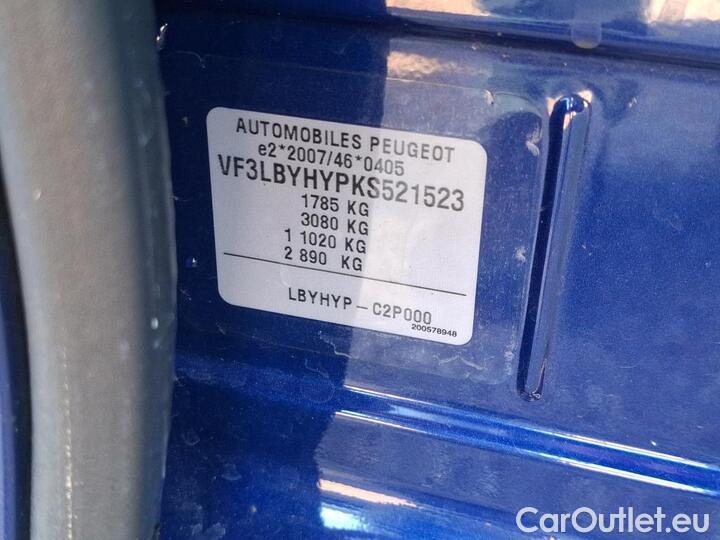 AUTOMOBILES PEUGEOT
e2*2007/46*0405
VF3LBYHYPKS521523
1785 KG
3080 KG
1 1020 KG
2 890 KG
LBYHYP-C2P000
200578948
CarOutlet.eu